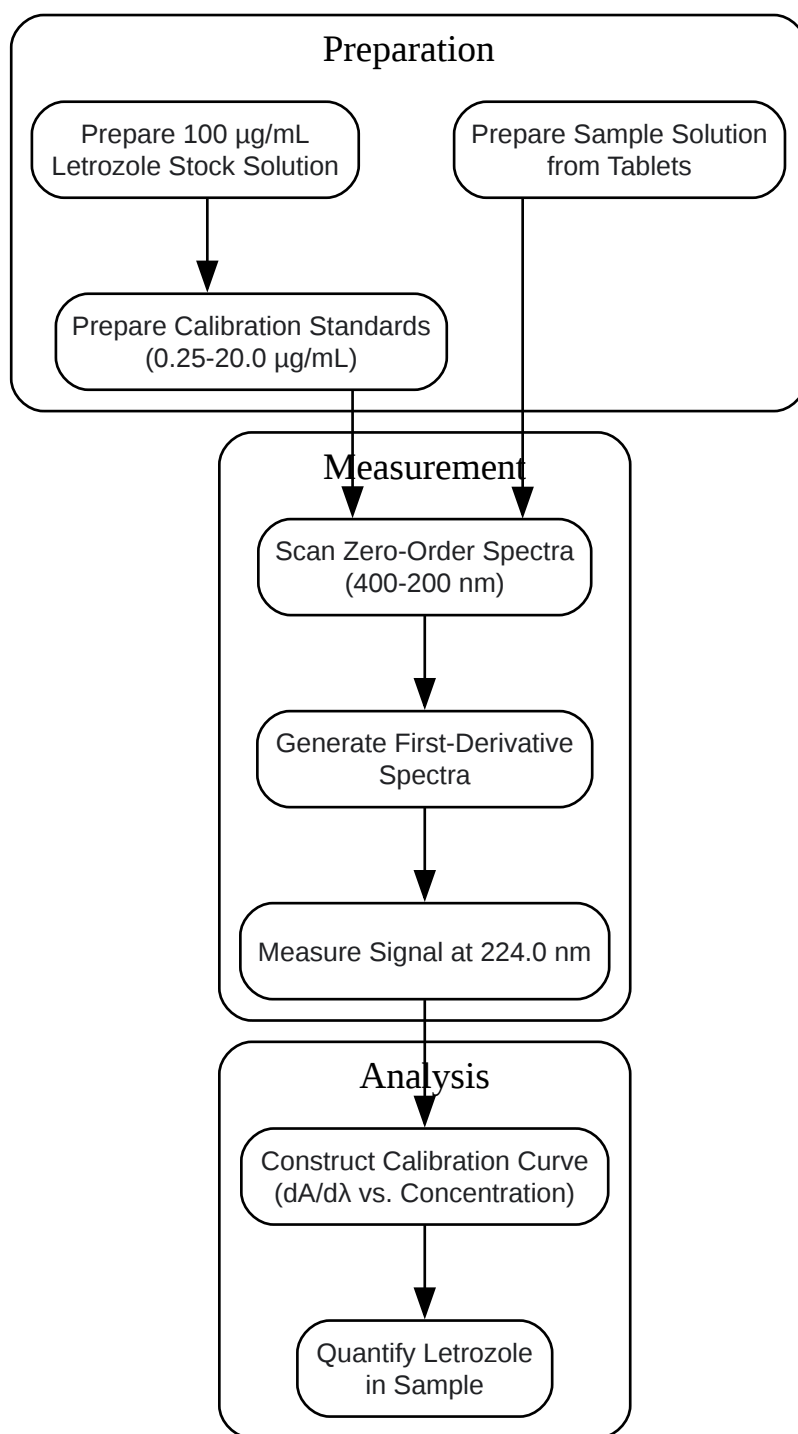 Preparation
Prepare 100 µg/mL
Letrozole Stock Solution
Prepare Sample Solution
from Tablets
Prepare Calibration Standards
(0.25-20.0 µg/mL)
Measurement
Scan Zero-Order Spectra
(400-200 nm)
Generate First-Derivative
Spectra
Measure Signal at 224.0 nm
Analysis
Construct Calibration Curve
(dA/dλ vs. Concentration)
Quantify Letrozole
in Sample